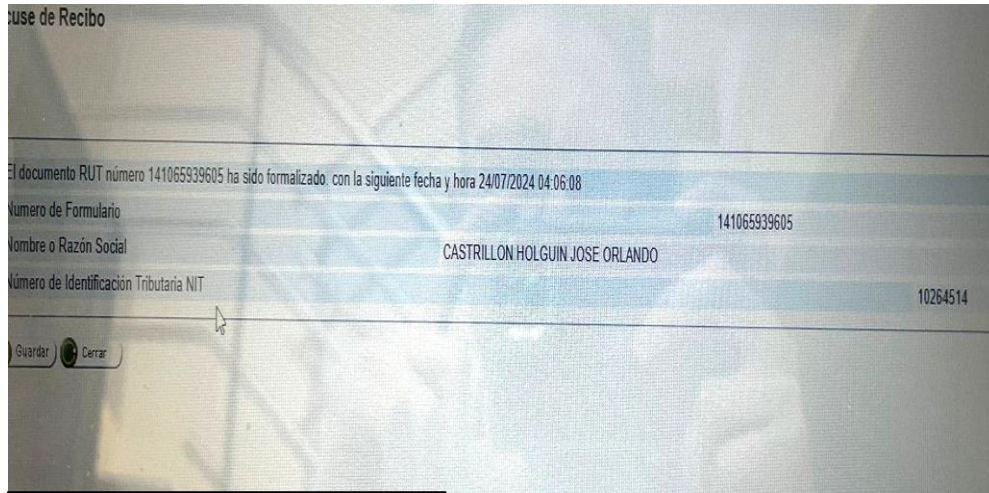 cuse de Recibo
El documento RUT número 141065939605 ha sido formalizado. con la siguiente fecha y hora 24/07/2024 04:06:08
Numero de Formulario 141065939605
Nombre o Razón Social CASTRILLON HOLGUIN JOSE ORLANDO
Número de Identificación Tributaria NIT 10264514
Guardar Cerrar